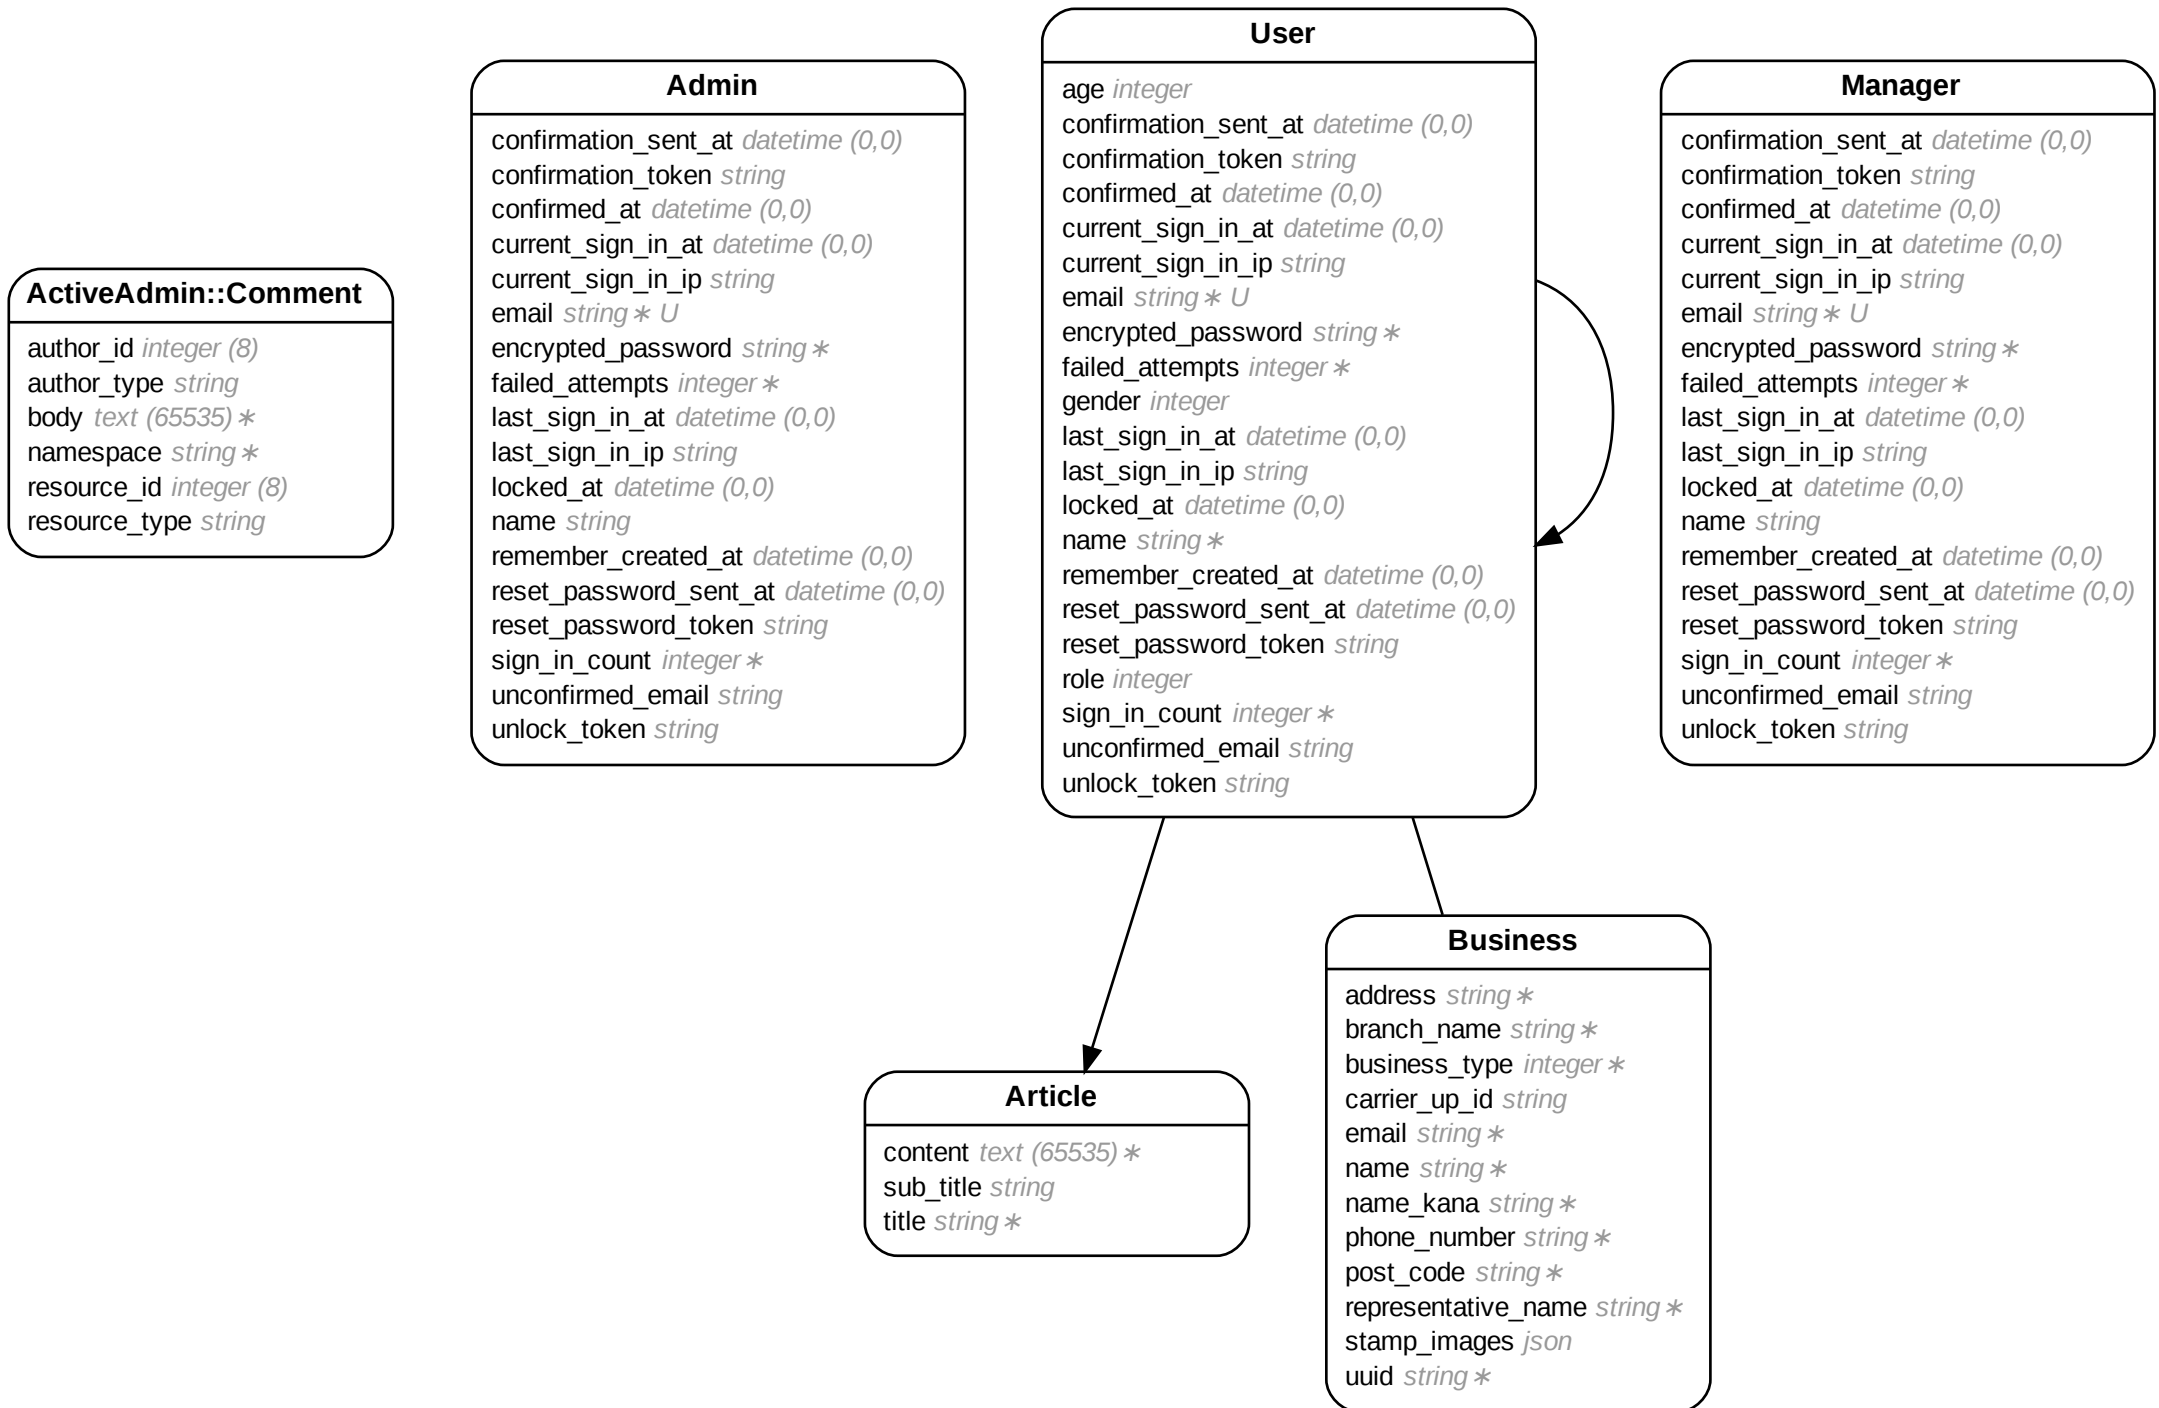 ActiveAdmin::Comment
author_id integer (8)
author_type string
body text (65535) ∗
namespace string ∗
resource_id integer (8)
resource_type string
Admin
confirmation_sent_at datetime (0,0)
confirmation_token string
confirmed_at datetime (0,0)
current_sign_in_at datetime (0,0)
current_sign_in_ip string
email string ∗ U
encrypted_password string ∗
failed_attempts integer ∗
last_sign_in_at datetime (0,0)
last_sign_in_ip string
locked_at datetime (0,0)
name string
remember_created_at datetime (0,0)
reset_password_sent_at datetime (0,0)
reset_password_token string
sign_in_count integer ∗
unconfirmed_email string
unlock_token string
User
age integer
confirmation_sent_at datetime (0,0)
confirmation_token string
confirmed_at datetime (0,0)
current_sign_in_at datetime (0,0)
current_sign_in_ip string
email string ∗ U
encrypted_password string ∗
failed_attempts integer ∗
gender integer
last_sign_in_at datetime (0,0)
last_sign_in_ip string
locked_at datetime (0,0)
name string ∗
remember_created_at datetime (0,0)
reset_password_sent_at datetime (0,0)
reset_password_token string
role integer
sign_in_count integer ∗
unconfirmed_email string
unlock_token string
Manager
confirmation_sent_at datetime (0,0)
confirmation_token string
confirmed_at datetime (0,0)
current_sign_in_at datetime (0,0)
current_sign_in_ip string
email string ∗ U
encrypted_password string ∗
failed_attempts integer ∗
last_sign_in_at datetime (0,0)
last_sign_in_ip string
locked_at datetime (0,0)
name string
remember_created_at datetime (0,0)
reset_password_sent_at datetime (0,0)
reset_password_token string
sign_in_count integer ∗
unconfirmed_email string
unlock_token string
Article
content text (65535) ∗
sub_title string
title string ∗
Business
address string ∗
branch_name string ∗
business_type integer ∗
carrier_up_id string
email string ∗
name string ∗
name_kana string ∗
phone_number string ∗
post_code string ∗
representative_name string ∗
stamp_images json
uuid string ∗